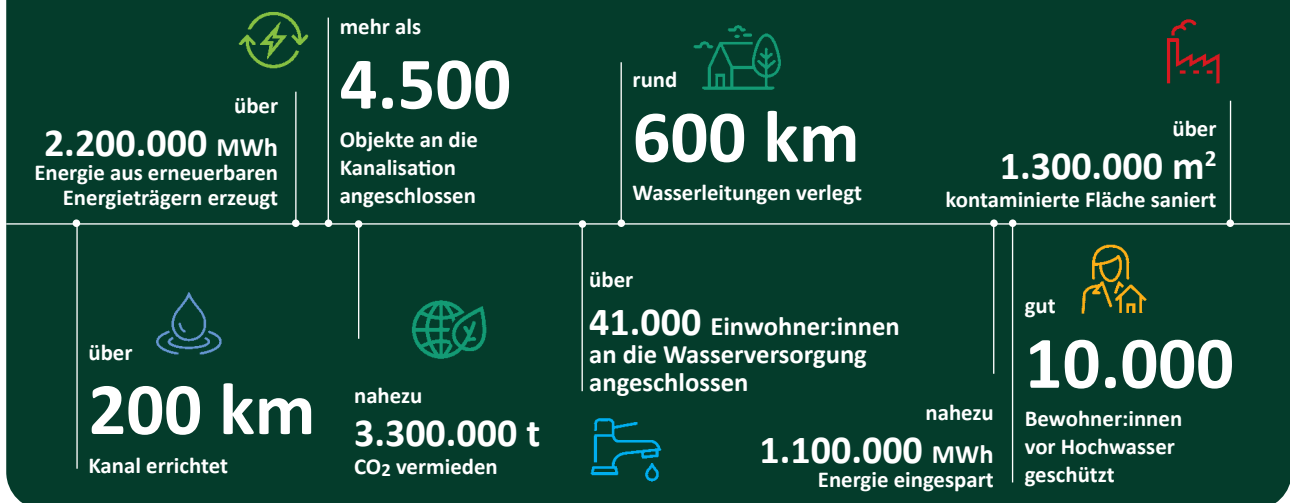 über
2.200.000 MWh
Energie aus erneuerbaren
Energieträgern erzeugt
mehr als
4.500
Objekte an die
Kanalisation
angeschlossen
rund
600 km
Wasserleitungen verlegt
über
1.300.000 m²
kontaminierte Fläche saniert
über
200 km
Kanal errichtet
nahezu
3.300.000 t
CO₂ vermieden
über
41.000 Einwohner:innen
an die Wasserversorgung
angeschlossen
nahezu
1.100.000 MWh
Energie eingespart
gut
10.000
Bewohner:innen
vor Hochwasser
geschützt